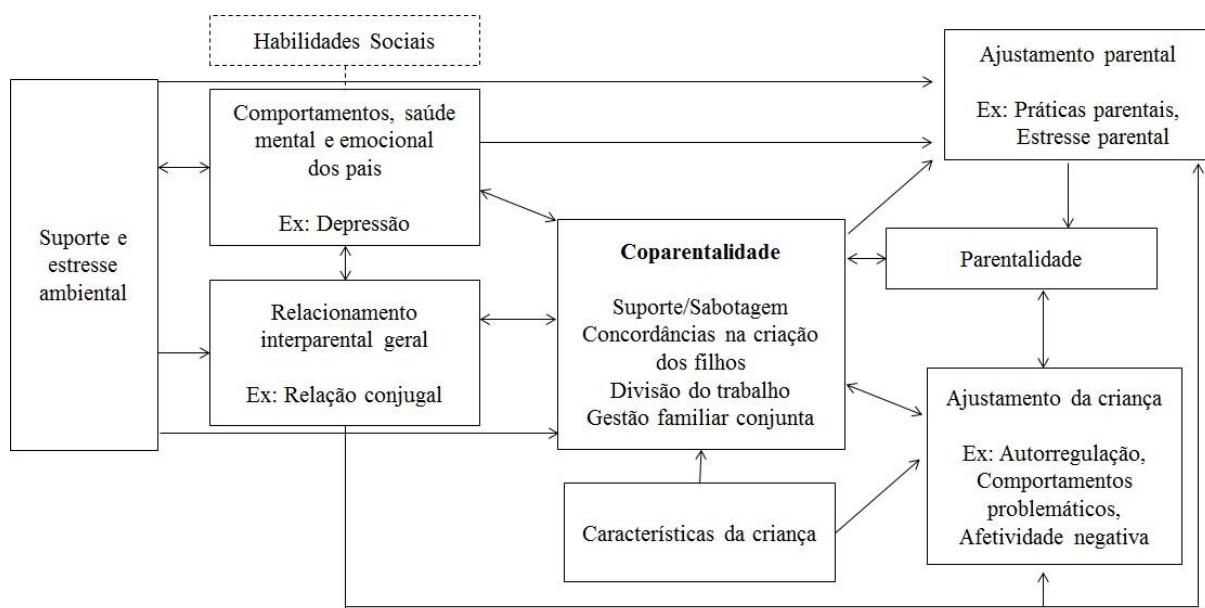 Habilidades Sociais
Suporte e
estresse
ambiental
Comportamentos, saúde
mental e emocional
dos pais
Ex: Depressão
Relacionamento
interparental geral
Ex: Relação conjugal
Coparentalidade
Suporte/Sabotagem
Concordâncias na criação
dos filhos
Divisão do trabalho
Gestão familiar conjunta
Características da criança
Ajustamento parental
Ex: Práticas parentais,
Estresse parental
Parentalidade
Ajustamento da criança
Ex: Autorregulação,
Comportamentos
problemáticos,
Afetividade negativa